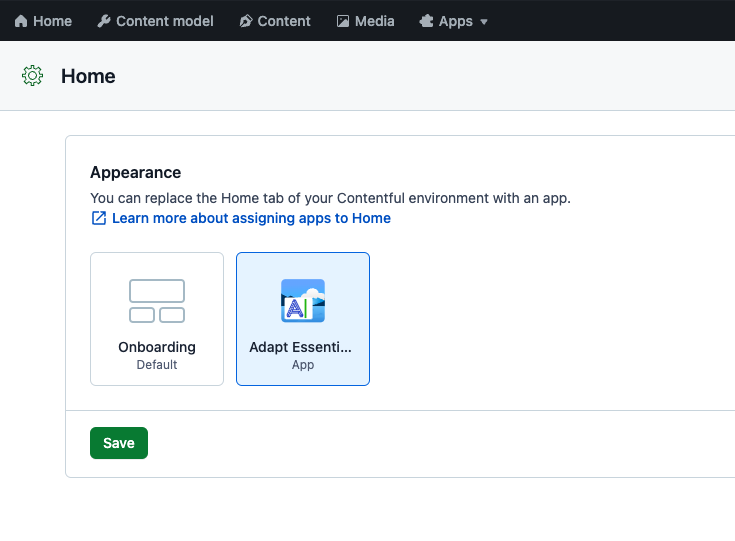 Home Content model Content Media Apps
Home
Appearance
You can replace the Home tab of your Contentful environment with an app.
Learn more about assigning apps to Home
AI
Onboarding
Default
Adapt Essenti...
App
Save